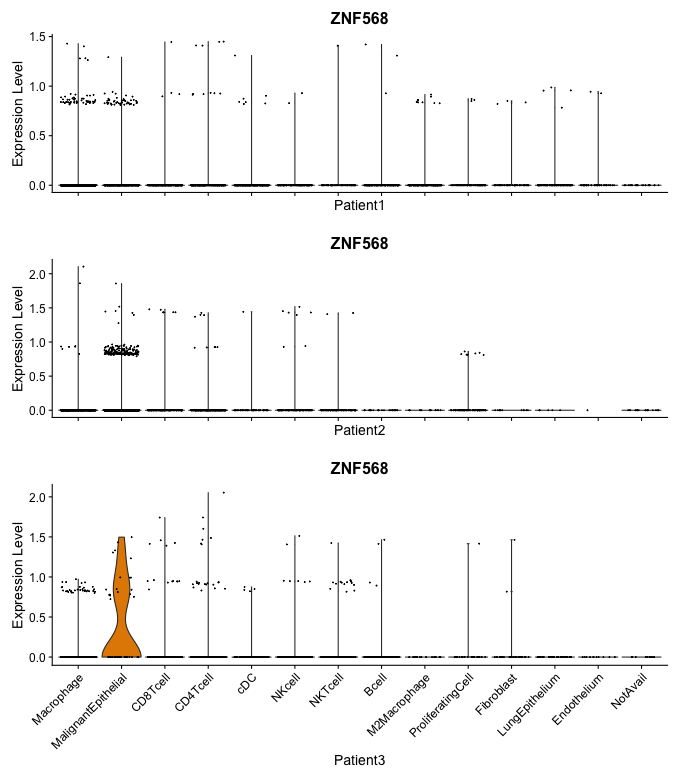 ZNF568
Expression Level
1.5
1.0
0.5
0.0
Patient1
ZNF568
Expression Level
2.0
1.5
1.0
0.5
0.0
Patient2
ZNF568
Expression Level
2.0
1.5
1.0
0.5
0.0
Macrophage
MalignantEpithelial
CD8Tcell
CD4Tcell
cDC
NKcell
NKTcell
Bcell
M2Macrophage
ProliferatingCell
Fibroblast
LungEpithelium
Endothelium
NotAvail
Patient3